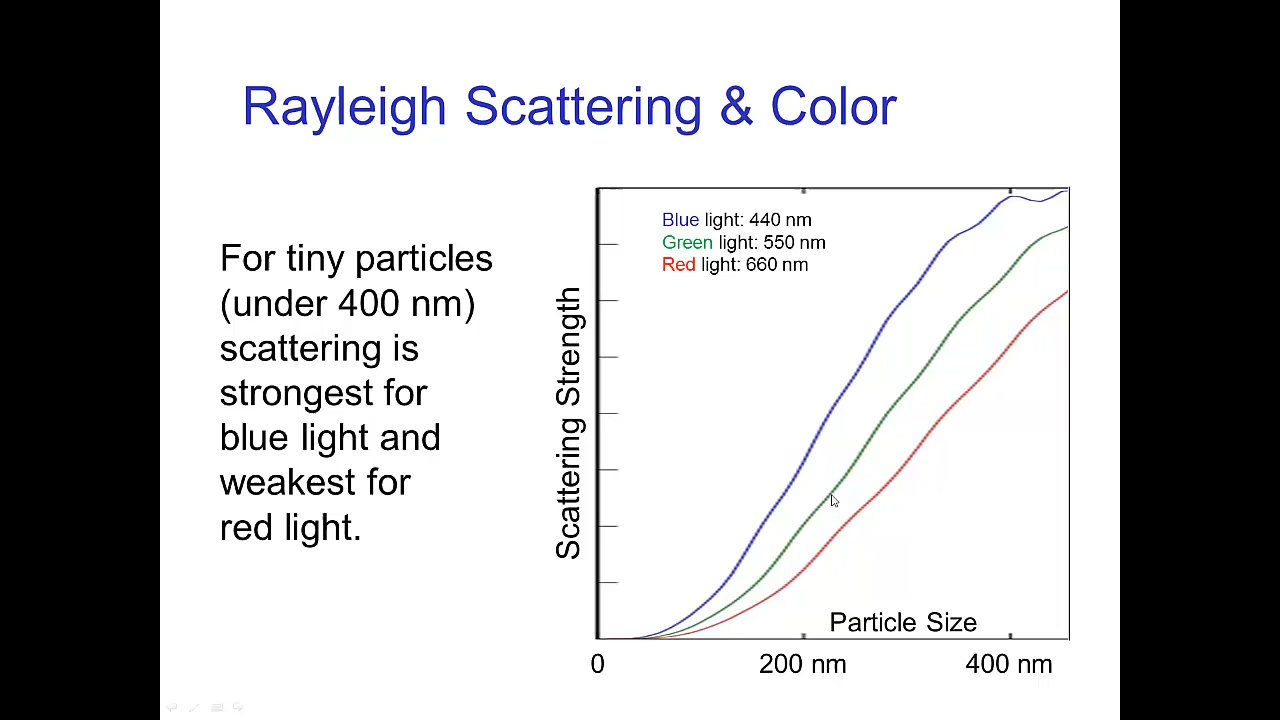 Rayleigh Scattering & Color
For tiny particles
(under 400 nm)
scattering is
strongest for
blue light and
weakest for
red light.
Scattering Strength
Blue light: 440 nm
Green light: 550 nm
Red light: 660 nm
Particle Size
0
200 nm
400 nm